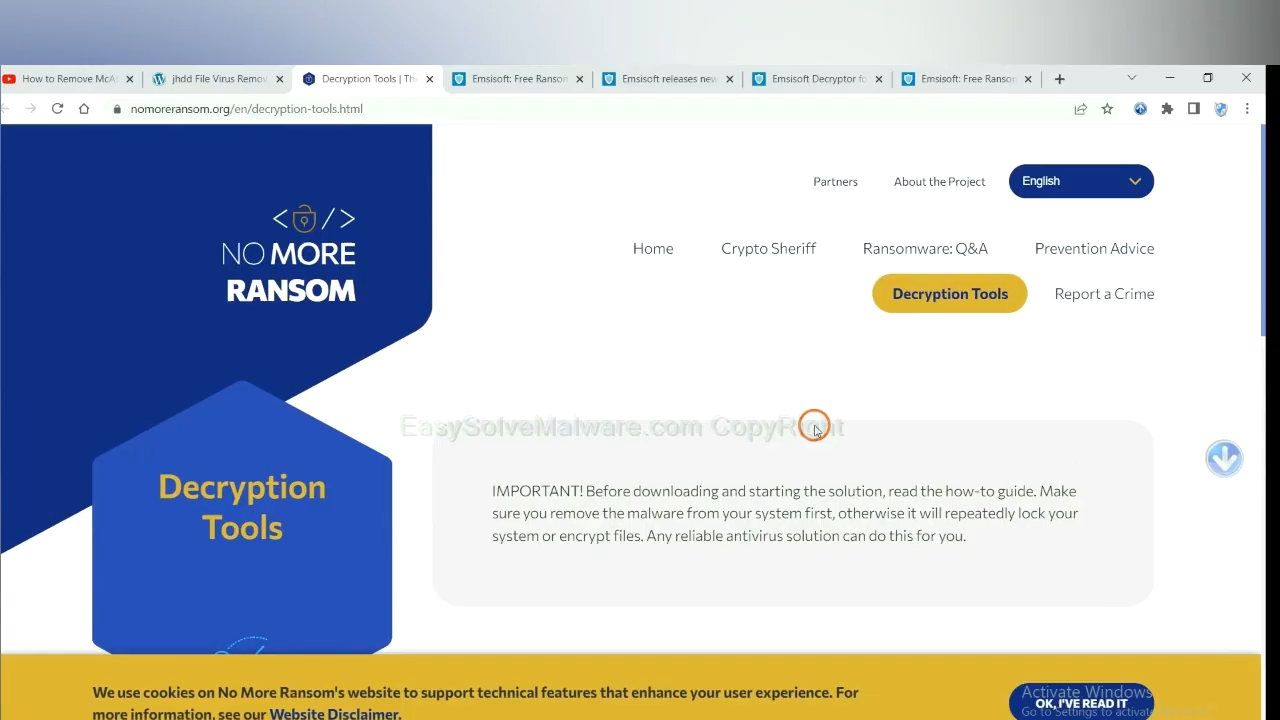 How to Remove McA
jhdd File Virus Remov
Decryption Tools | Th
Emsisoft: Free Ranson
Emsisoft releases new
Emsisoft Decryptor fo
Emsisoft: Free Ranson
nomoreransom.org/en/decryption-tools.html
Partners
About the Project
English
NO MORE
RANSOM
Home
Crypto Sheriff
Ransomware: Q&A
Prevention Advice
Decryption Tools
Report a Crime
EasySolveMalware.com CopyRight
Decryption
Tools
IMPORTANT! Before downloading and starting the solution, read the how-to guide. Make
sure you remove the malware from your system first, otherwise it will repeatedly lock your
system or encrypt files. Any reliable antivirus solution can do this for you.
We use cookies on No More Ransom's website to support technical features that enhance your user experience. For
more information, see our Website Disclaimer.
OK, I'VE READ IT
Activate Windows
Go to Settings to activate